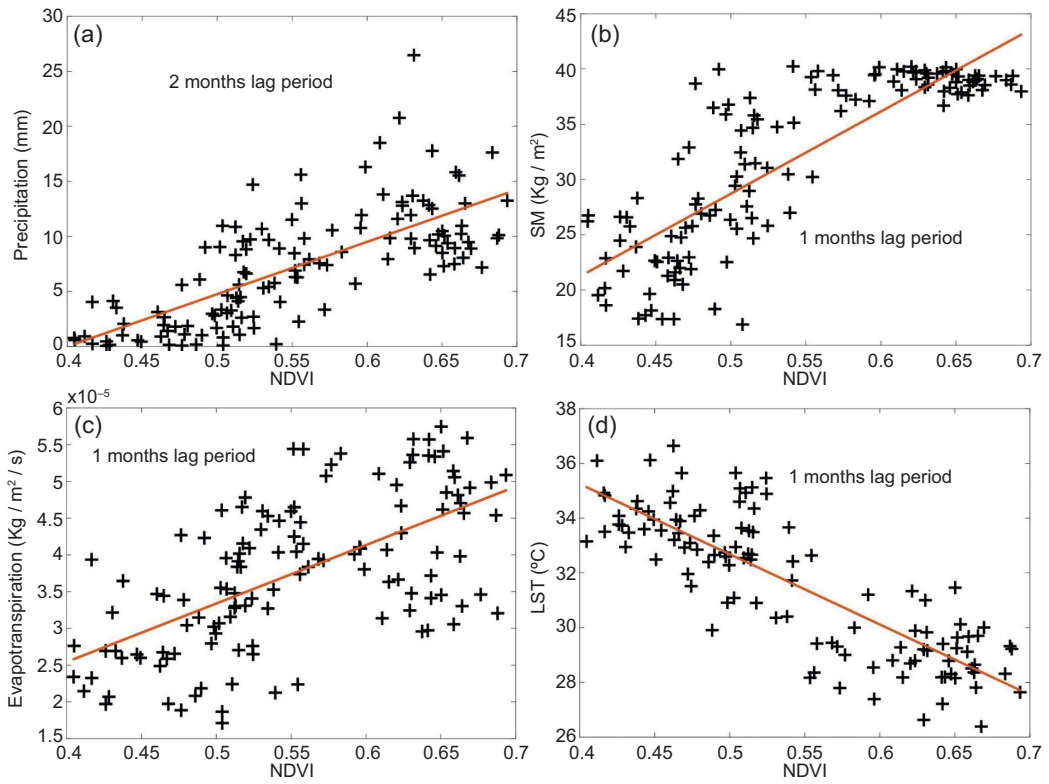 (a)
2 months lag period
Precipitation (mm)
30
25
20
15
10
5
0
0.4 0.45 0.5 0.55 0.6 0.65 0.7
NDVI
(b)
1 months lag period
SM (Kg / m²)
45
40
35
30
25
20
15
0.4 0.45 0.5 0.55 0.6 0.65 0.7
NDVI
(c)
1 months lag period
Evapotranspiration (Kg / m² / s)
x10⁻⁵
6
5.5
5
4.5
4
3.5
3
2.5
2
1.5
0.4 0.45 0.5 0.55 0.6 0.65 0.7
NDVI
(d)
1 months lag period
LST (ºC)
38
36
34
32
30
28
26
0.4 0.45 0.5 0.55 0.6 0.65 0.7
NDVI